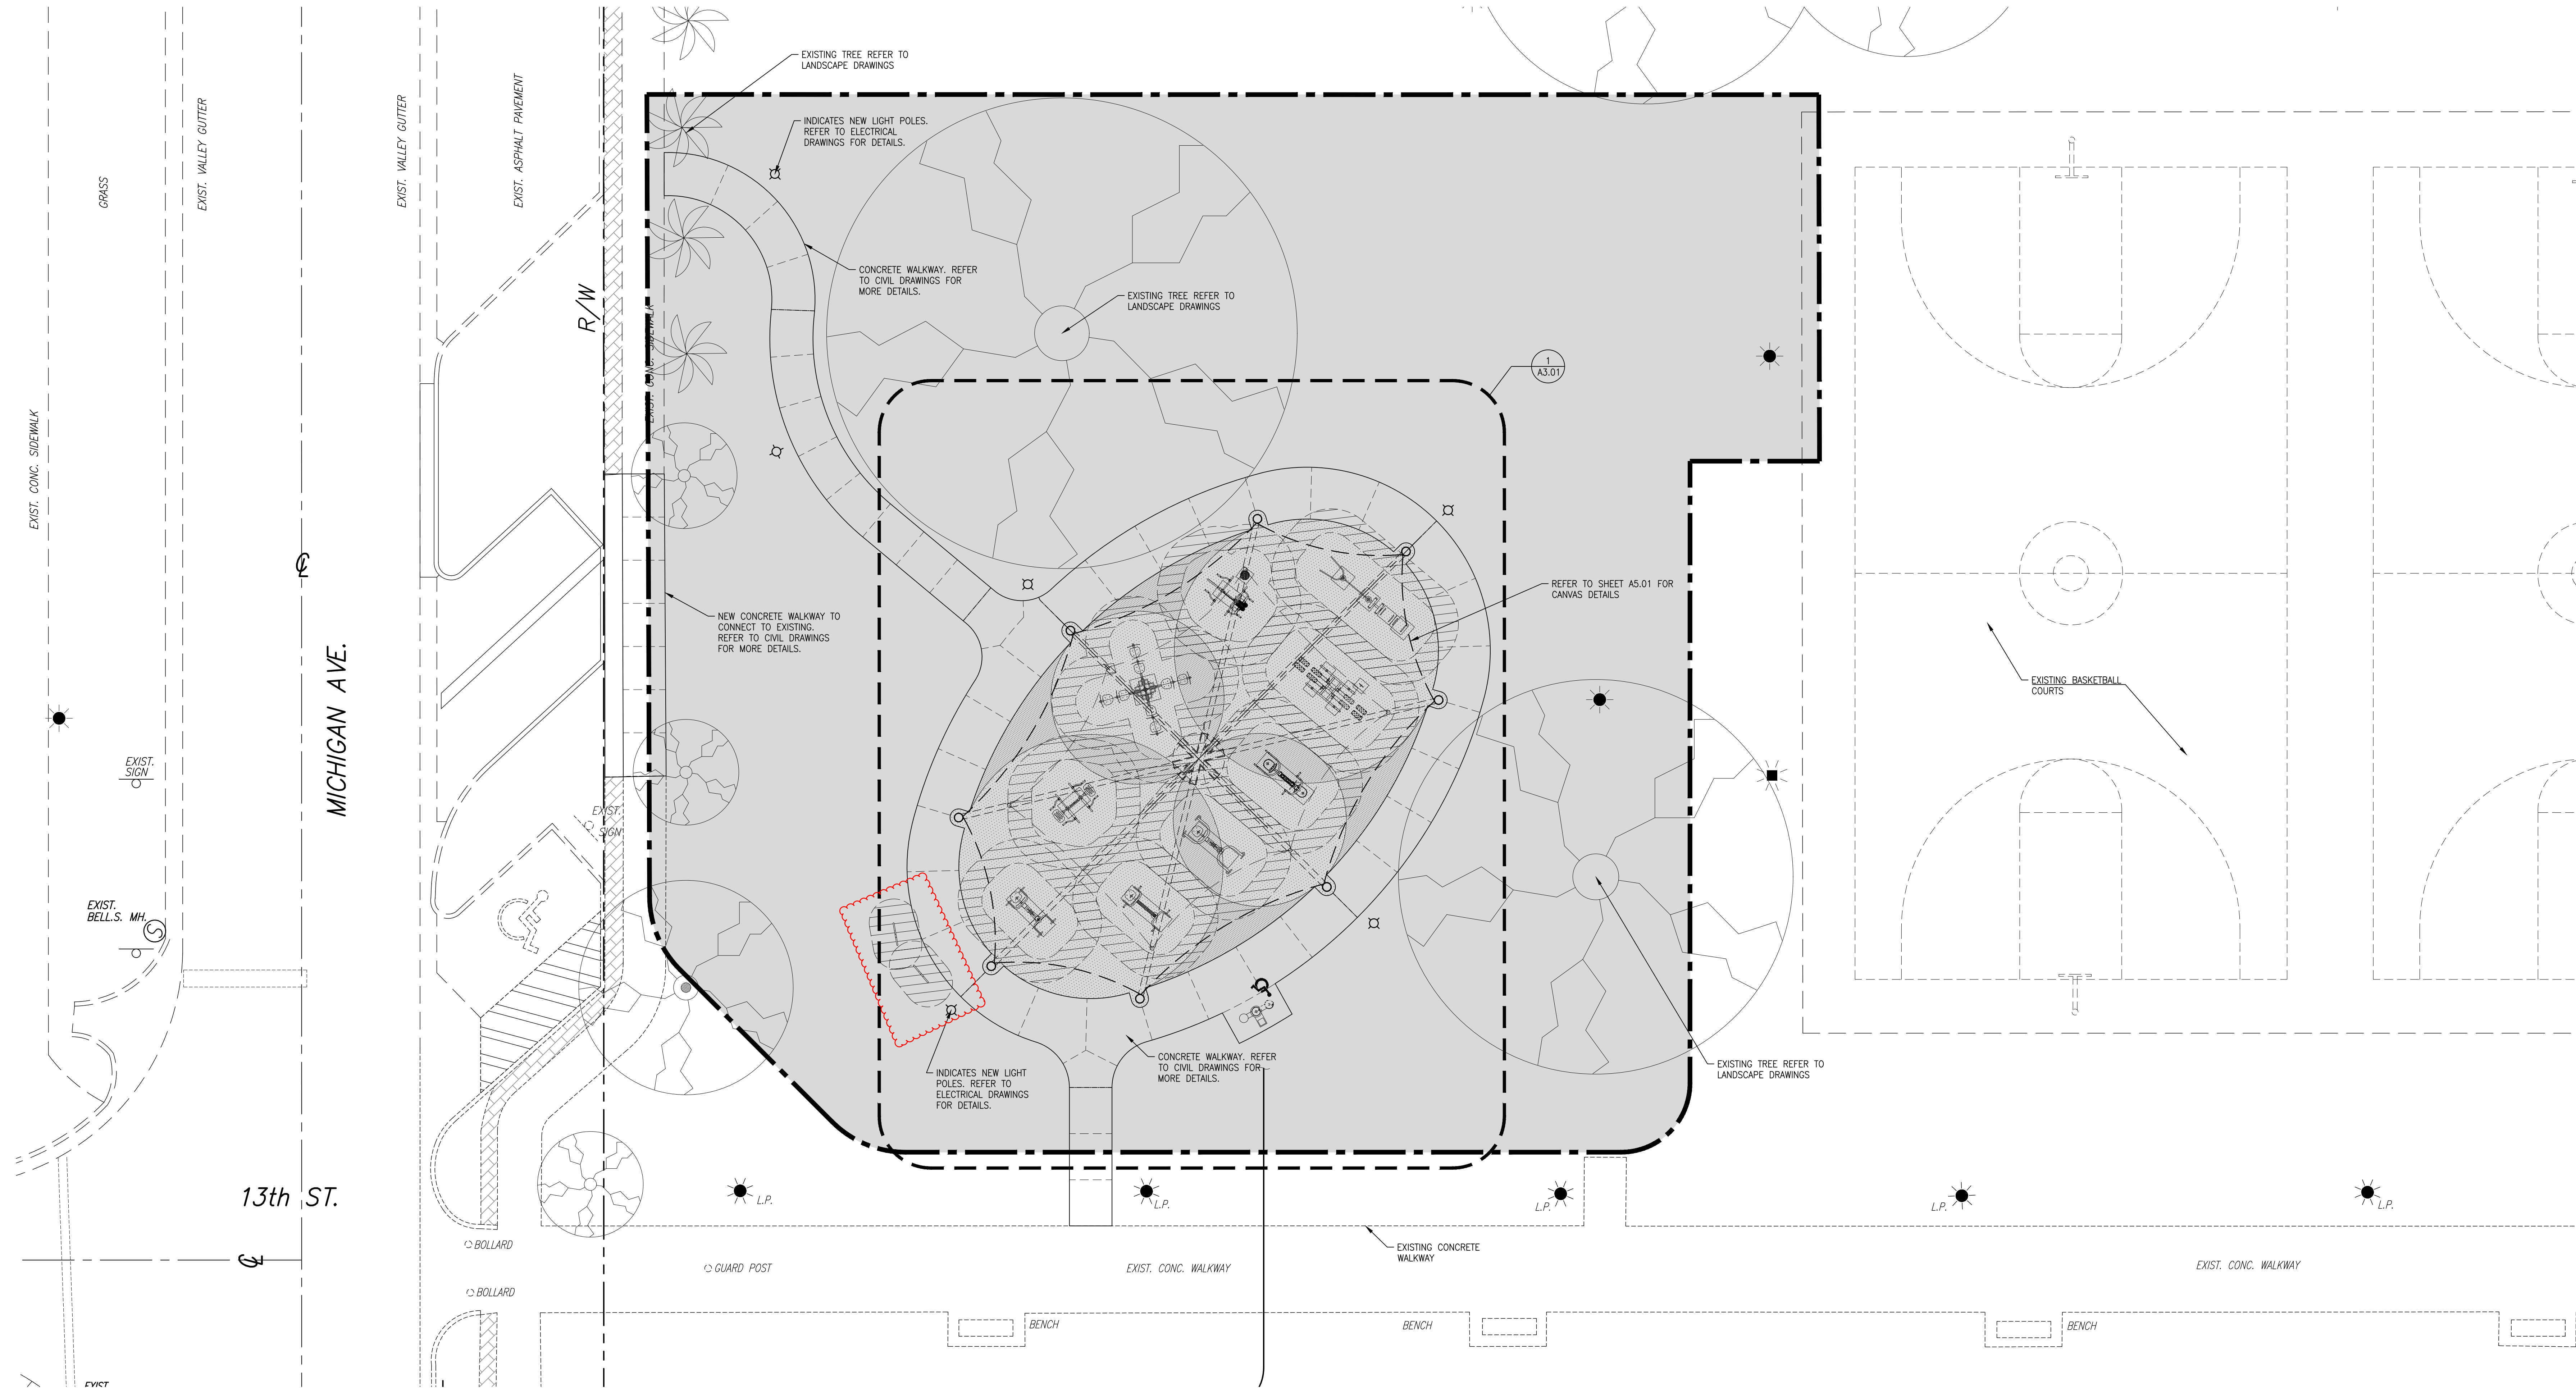 EXISTING TREE REFER TO
LANDSCAPE DRAWINGS
INDICATES NEW LIGHT POLES.
REFER TO ELECTRICAL
DRAWINGS FOR DETAILS.
GRASS
EXIST. VALLEY GUTTER
EXIST. VALLEY GUTTER
EXIST. ASPHALT PAVEMENT
CONCRETE WALKWAY. REFER
TO CIVIL DRAWINGS FOR
MORE DETAILS.
EXISTING TREE REFER TO
LANDSCAPE DRAWINGS
R/W
EXIST. CONC. SIDEWALK
1
A3.01
EXIST. CONC. SIDEWALK
REFER TO SHEET A5.01 FOR
CANVAS DETAILS
NEW CONCRETE WALKWAY TO
CONNECT TO EXISTING.
REFER TO CIVIL DRAWINGS
FOR MORE DETAILS.
EXISTING BASKETBALL
COURTS
MICHIGAN AVE.
EXIST.
SIGN
EXIST.
SIGN
EXIST.
BELL.S. MH.
S
CONCRETE WALKWAY. REFER
TO CIVIL DRAWINGS FOR
MORE DETAILS.
EXISTING TREE REFER TO
LANDSCAPE DRAWINGS
INDICATES NEW LIGHT
POLES. REFER TO
ELECTRICAL DRAWINGS
FOR DETAILS.
13th ST.
L.P.
L.P.
L.P.
L.P.
L.P.
BOLLARD
EXISTING CONCRETE
WALKWAY
GUARD POST
EXIST. CONC. WALKWAY
EXIST. CONC. WALKWAY
BOLLARD
BENCH
BENCH
BENCH
EXIST.